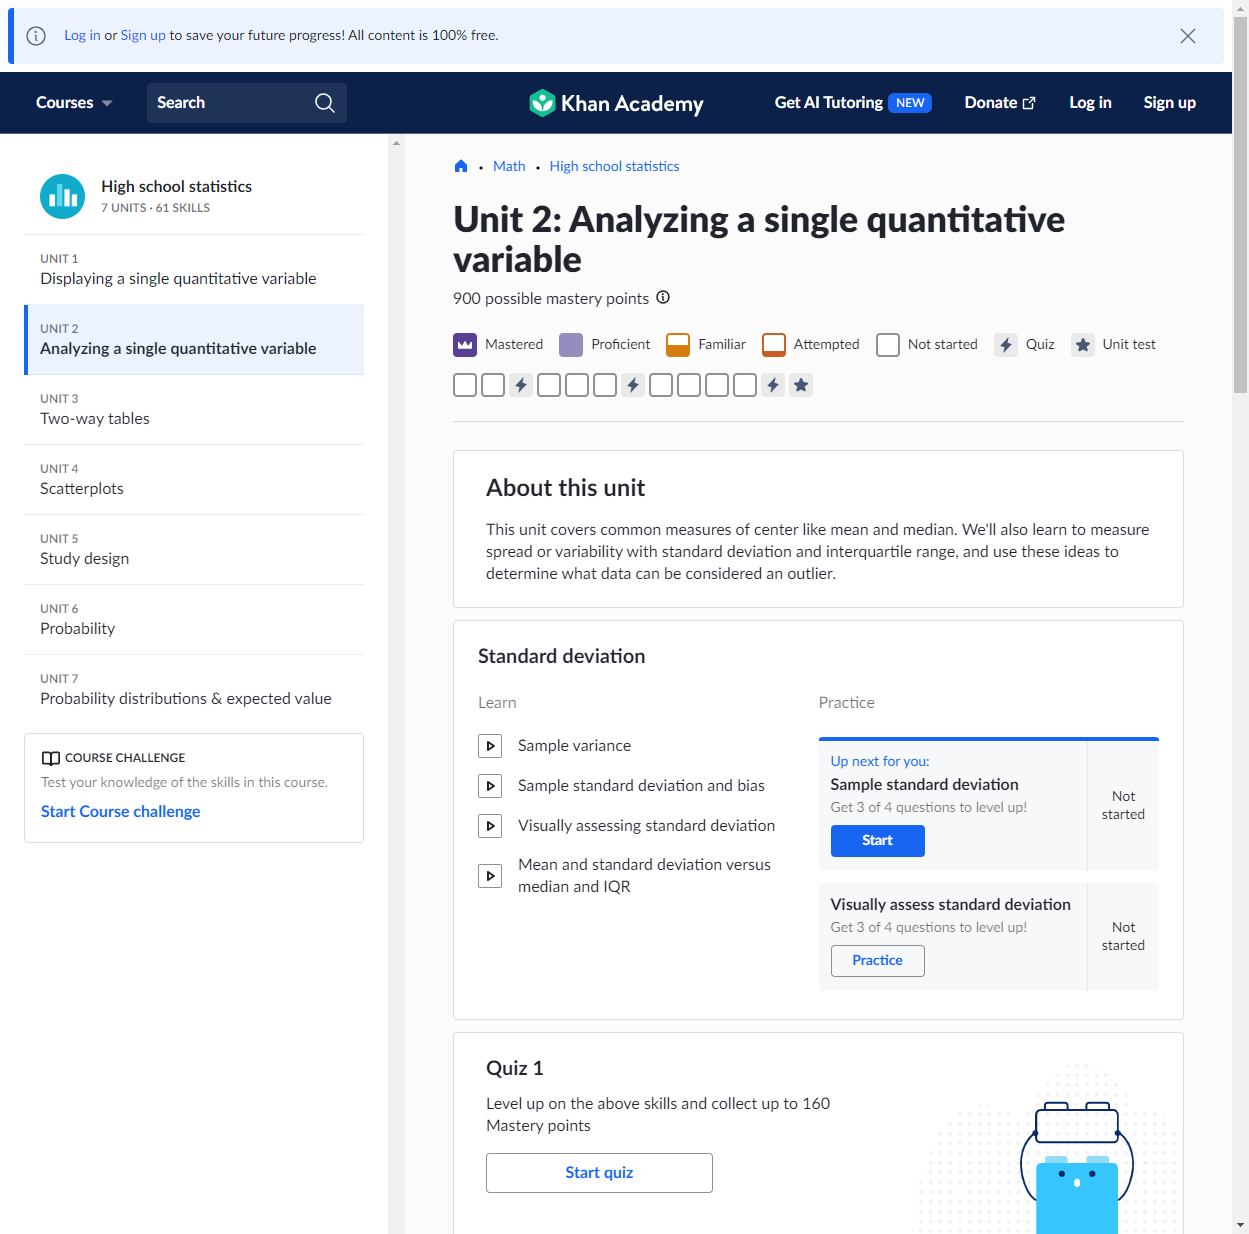 Log in or Sign up to save your future progress! All content is 100% free.
Courses
Search
Khan Academy
Get AI Tutoring NEW
Donate
Log in
Sign up
High school statistics
7 UNITS · 61 SKILLS
UNIT 1
Displaying a single quantitative variable
UNIT 2
Analyzing a single quantitative variable
UNIT 3
Two-way tables
UNIT 4
Scatterplots
UNIT 5
Study design
UNIT 6
Probability
UNIT 7
Probability distributions & expected value
COURSE CHALLENGE
Test your knowledge of the skills in this course.
Start Course challenge
Math • High school statistics
Unit 2: Analyzing a single quantitative
variable
900 possible mastery points
Mastered
Proficient
Familiar
Attempted
Not started
Quiz
Unit test
About this unit
This unit covers common measures of center like mean and median. We'll also learn to measure
spread or variability with standard deviation and interquartile range, and use these ideas to
determine what data can be considered an outlier.
Standard deviation
Learn
Sample variance
Sample standard deviation and bias
Visually assessing standard deviation
Mean and standard deviation versus
median and IQR
Practice
Up next for you:
Sample standard deviation
Get 3 of 4 questions to level up!
Start
Not
started
Visually assess standard deviation
Get 3 of 4 questions to level up!
Practice
Not
started
Quiz 1
Level up on the above skills and collect up to 160
Mastery points
Start quiz